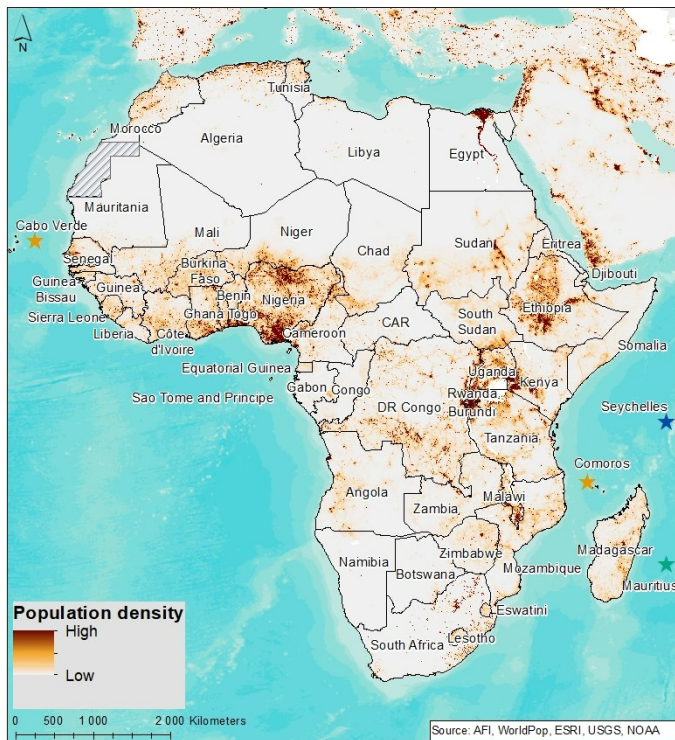 N
Tunisia
Morocco
Algeria
Libya
Egypt
Mauritania
Cabo Verde
Mali
Niger
Chad
Sudan
Eritrea
Senegal
Burkina
Faso
Djibouti
Guinea
Bissau
Guinea
Benin
Nigeria
Ethiopia
Sierra Leone
Ghana
Togo
Liberia
Côte
d'Ivoire
Cameroon
CAR
South
Sudan
Somalia
Equatorial Guinea
Uganda
Kenya
Gabon
Congo
Sao Tome and Principe
DR Congo
Rwanda
Burundi
Seychelles
Tanzania
Comoros
Angola
Malawi
Zambia
Madagascar
Zimbabwe
Namibia
Botswana
Mozambique
Mauritius
Eswatini
South Africa
Lesotho
Population density
High
Low
0 500 1 000 2 000 Kilometers
Source: AFI, WorldPop, ESRI, USGS, NOAA